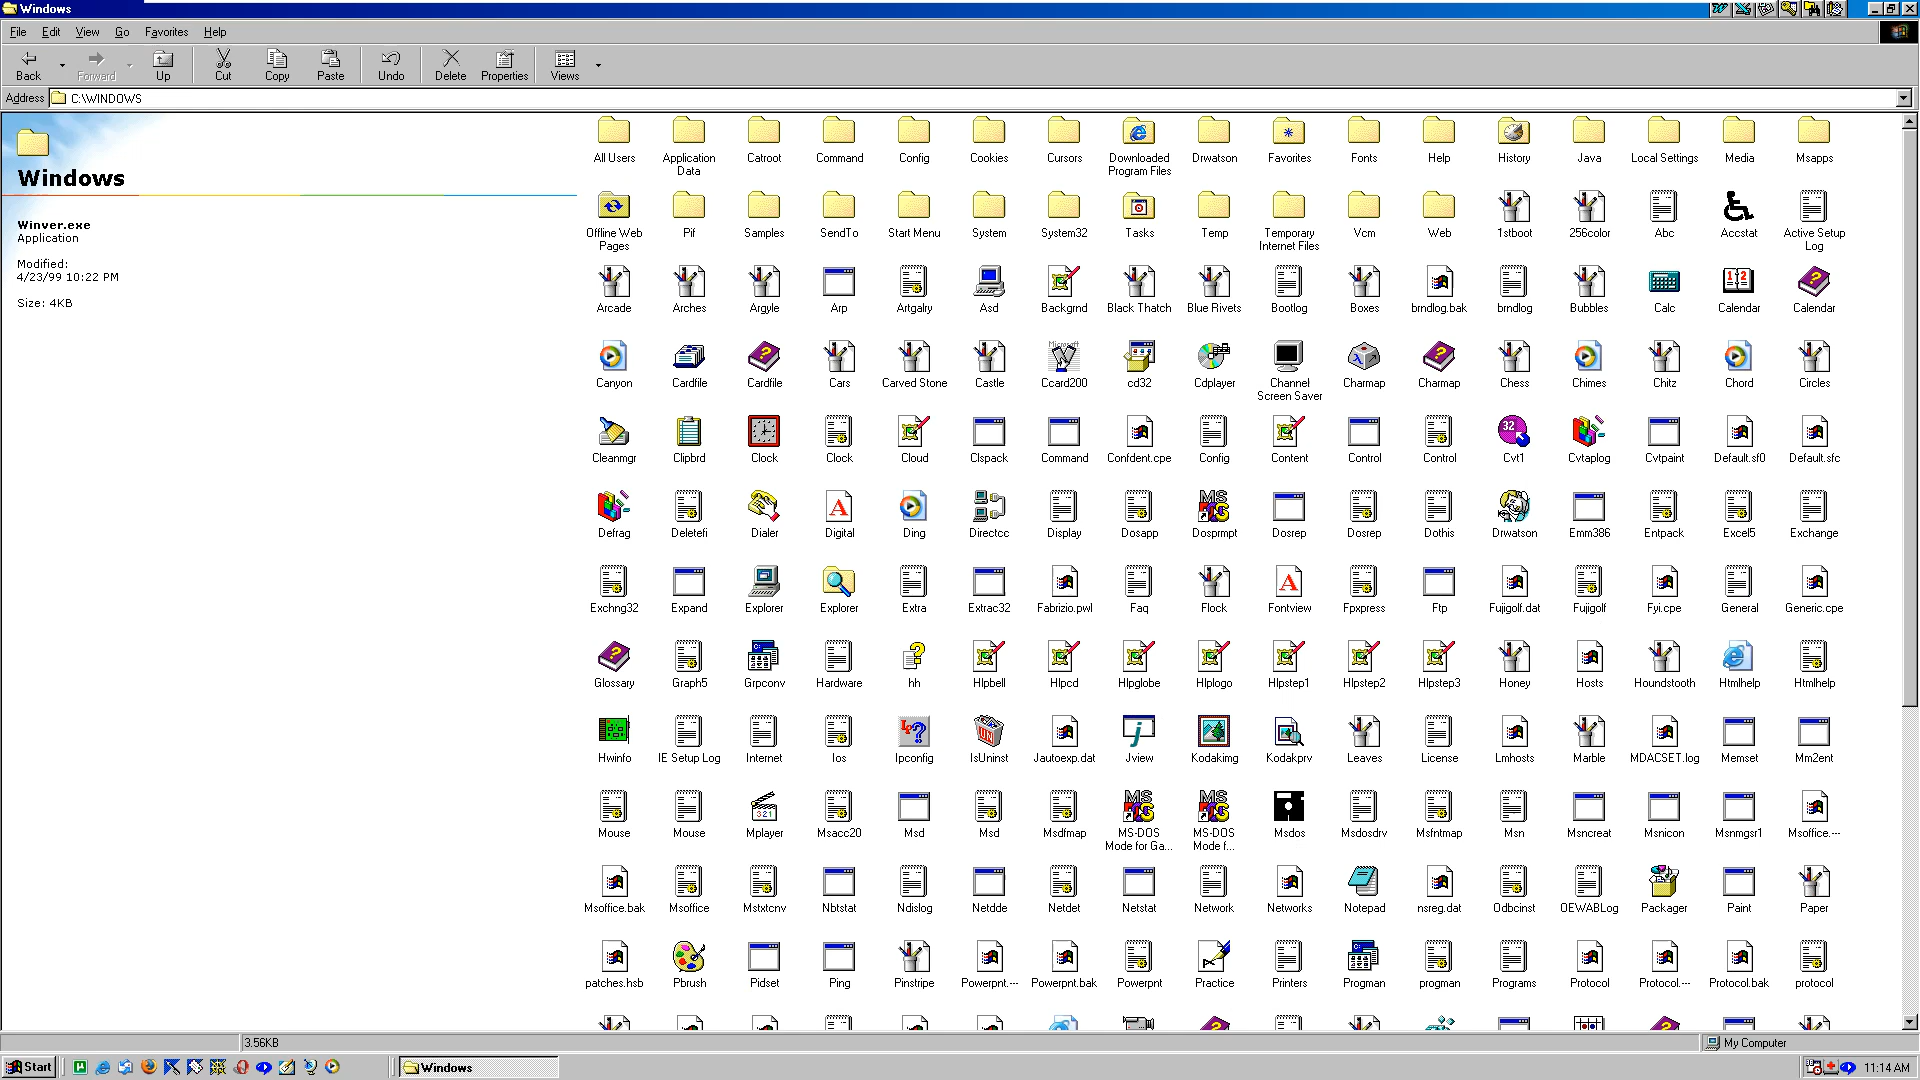 Windows
File Edit View Go Favorites Help
Back Forward Up Cut Copy Paste Undo Delete Properties Views
Address C:\WINDOWS
Windows
Winver.exe
Application
Modified:
4/23/99 10:22 PM
Size: 4KB
All Users Application Data Catroot Command Config Cookies Cursors Downloaded Program Files Drwatson Favorites Fonts Help History Java Local Settings Media Msapps
Offline Web Pages Pif Samples SendTo Start Menu System System32 Tasks Temp Temporary Internet Files Vcm Web 1stboot 256color Abc Accstat Active Setup Log
Arcade Arches Argyle Arp Artgalry Asd Backgrnd Black Thatch Blue Rivets Bootlog Boxes brndlog.bak brndlog Bubbles Calc Calendar Calendar
Canyon Cardfile Cardfile Cars Carved Stone Castle Ccard200 cd32 Cdplayer Channel Screen Saver Charmap Charmap Chess Chimes Chitz Chord Circles
Cleanmgr Clipbrd Clock Clock Cloud Clspack Command Confdent.cpe Config Content Control Control Cvt1 Cvtaplog Cvtpaint Default.sf0 Default.sfc
Defrag Deletefi Dialer Digital Ding Directcc Display Dosapp Dosprmpt Dosrep Dosrep Dothis Drwatson Emm386 Entpack Excel5 Exchange
Exchng32 Expand Explorer Explorer Extra Extrac32 Fabrizio.pwl Faq Flock Fontview Fpxpress Ftp Fujigolf.dat Fujigolf Fyi.cpe General Generic.cpe
Glossary Graph5 Grpconv Hardware hh Hlpbell Hlpcd Hlpglobe Hlplogo Hlpstep1 Hlpstep2 Hlpstep3 Honey Hosts Houndstooth Htmlhelp Htmlhelp
Hwinfo IE Setup Log Internet Ios Ipconfig IsUninst Jautoexp.dat Jview Kodakimg Kodakprv Leaves License Lmhosts Marble MDACSET.log Memset Mm2ent
Mouse Mouse Mplayer Msacc20 Msd Msd Msdfmap MS-DOS Mode for Ga... MS-DOS Mode f... Msdos Msdosdrv Msfntmap Msn Msncreat Msnicon Msnmgsr1 Msoffice.---
Msoffice.bak Msoffice Mstxtcnv Nbtstat Ndislog Netdde Netdet Netstat Network Networks Notepad nsreg.dat Odbcinst OEWABLog Packager Paint Paper
patches.hsb Pbrush Pidset Ping Pinstripe Powerpnt.--- Powerpnt.bak Powerpnt Practice Printers Progman progman Programs Protocol Protocol.--- Protocol.bak protocol
3.56KB My Computer
Start Windows 11:14 AM